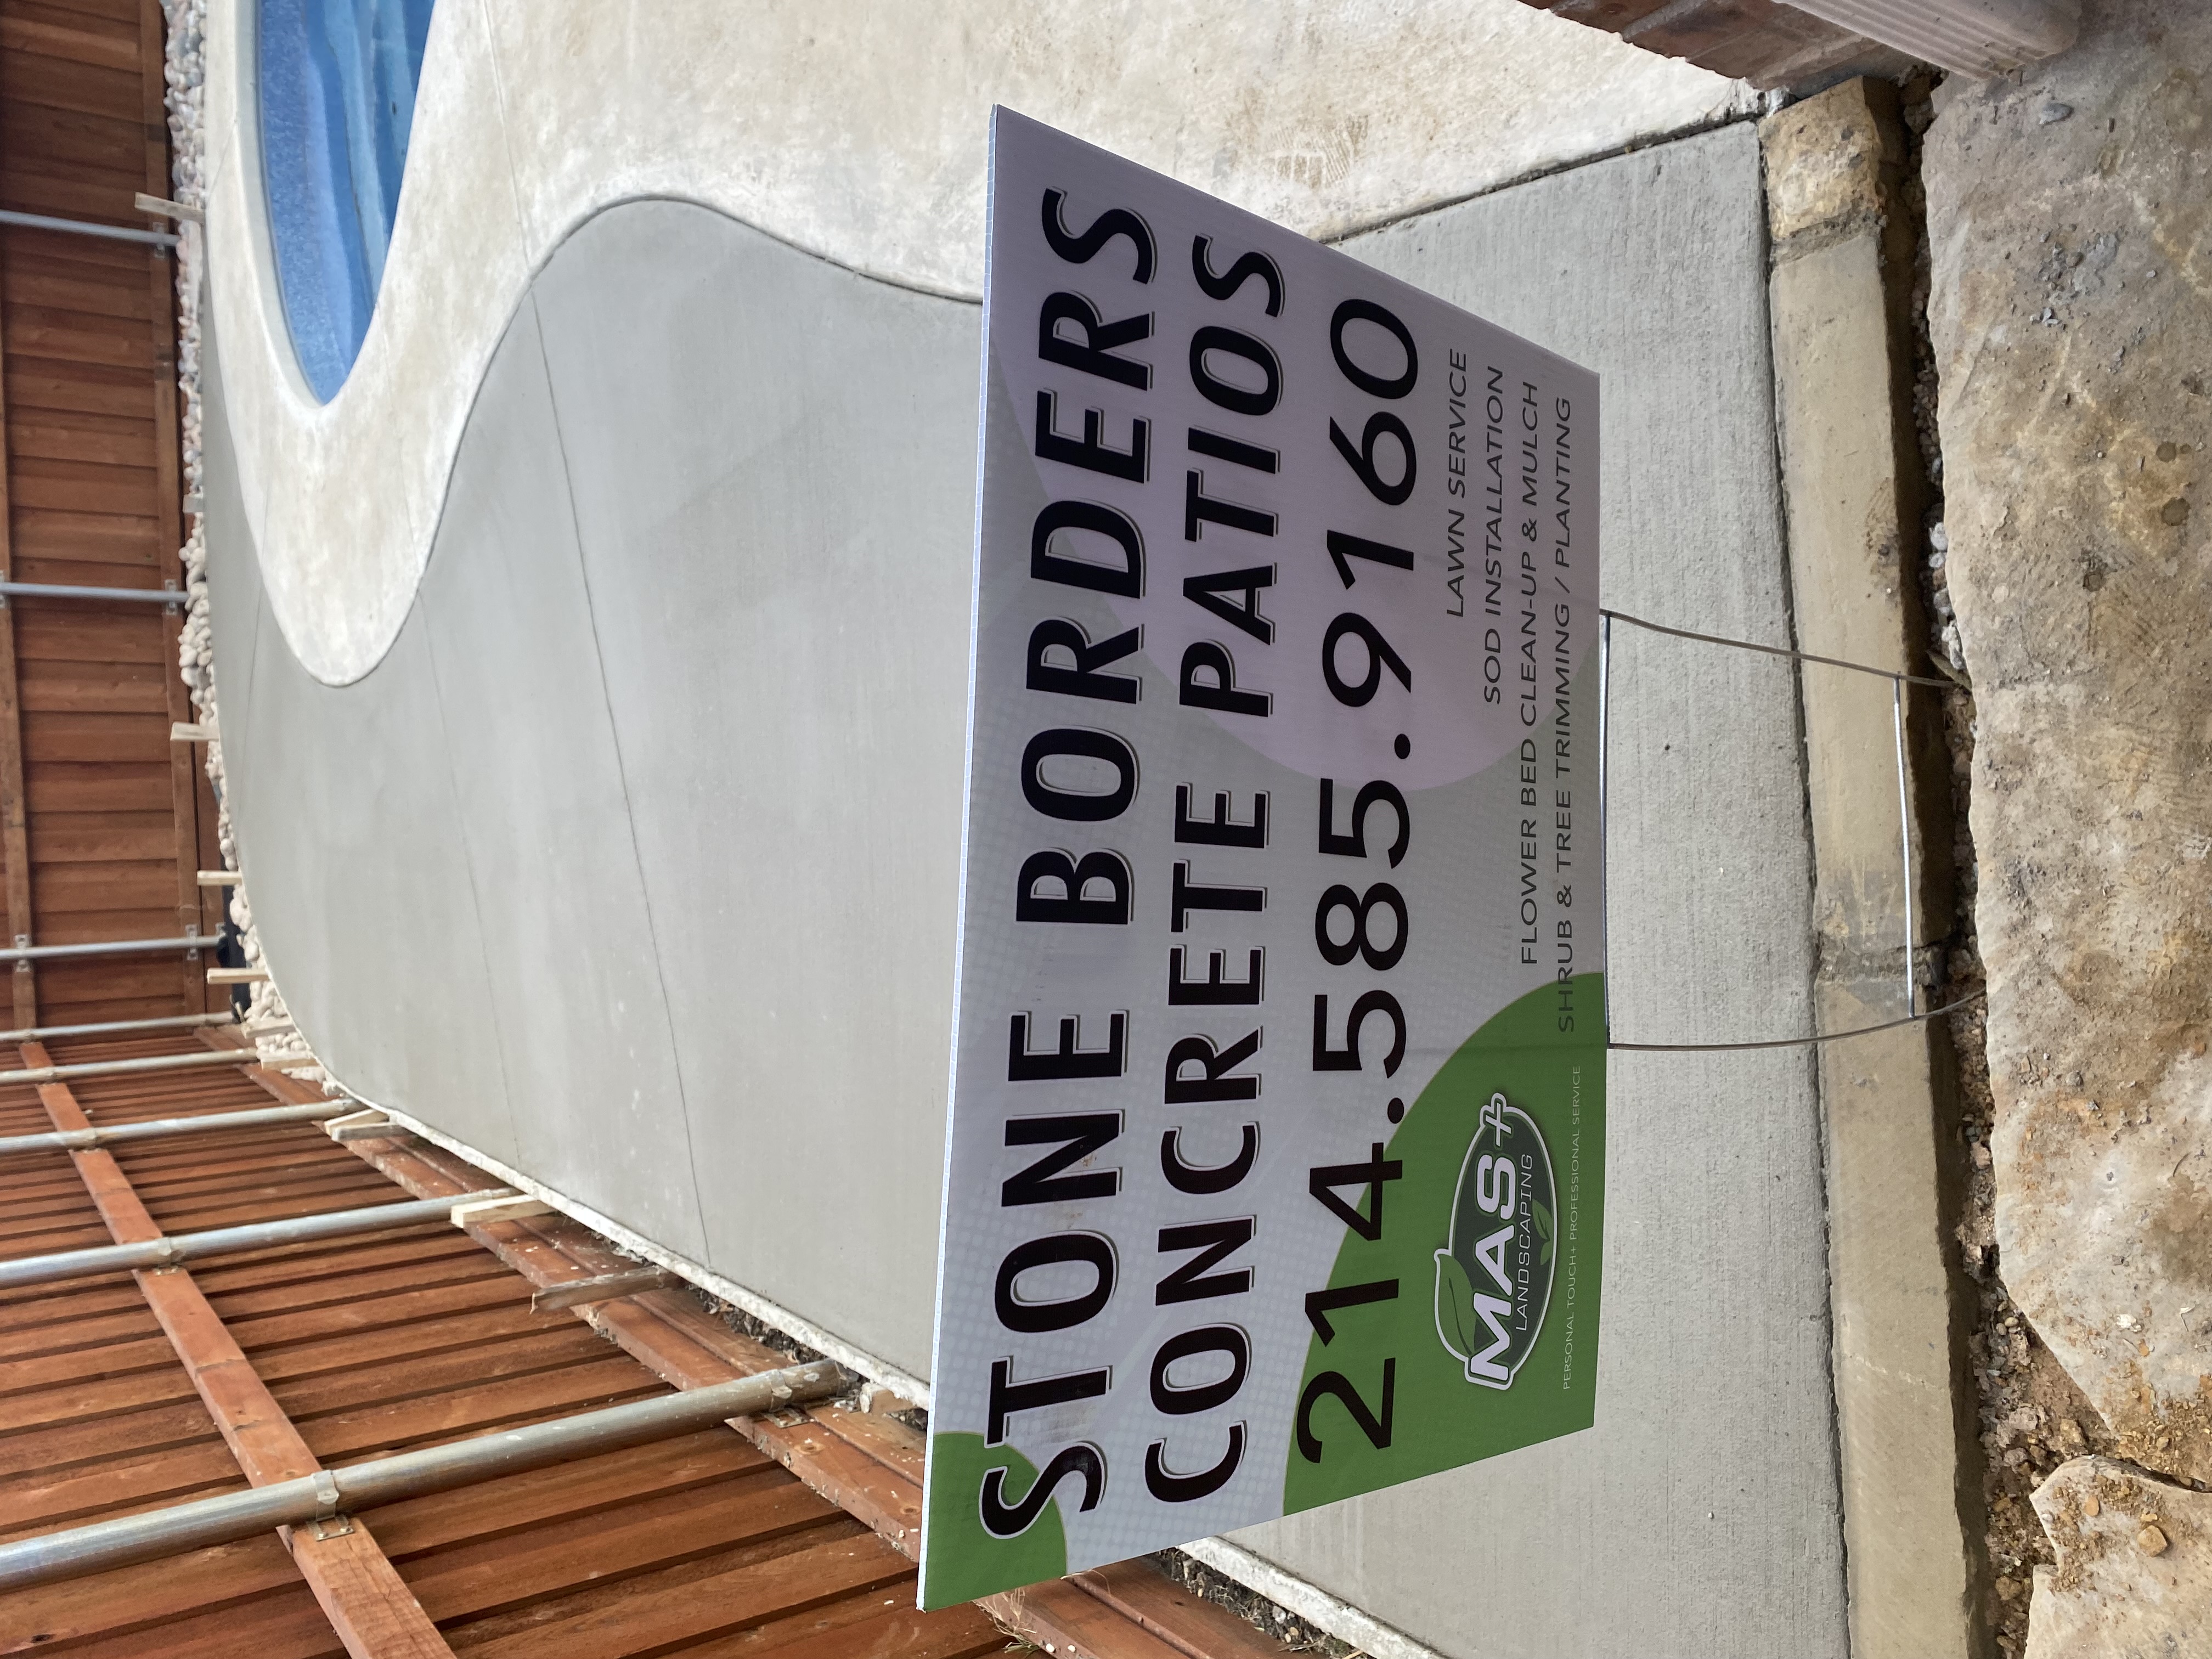 STONE BORDERS
CONCRETE PATIOS
214.585.9160
LAWN SERVICE
SOD INSTALLATION
FLOWER BED CLEAN-UP & MULCH
SHRUB & TREE TRIMMING / PLANTING
MAS+
LANDSCAPING
PERSONAL TOUCH+ PROFESSIONAL SERVICE